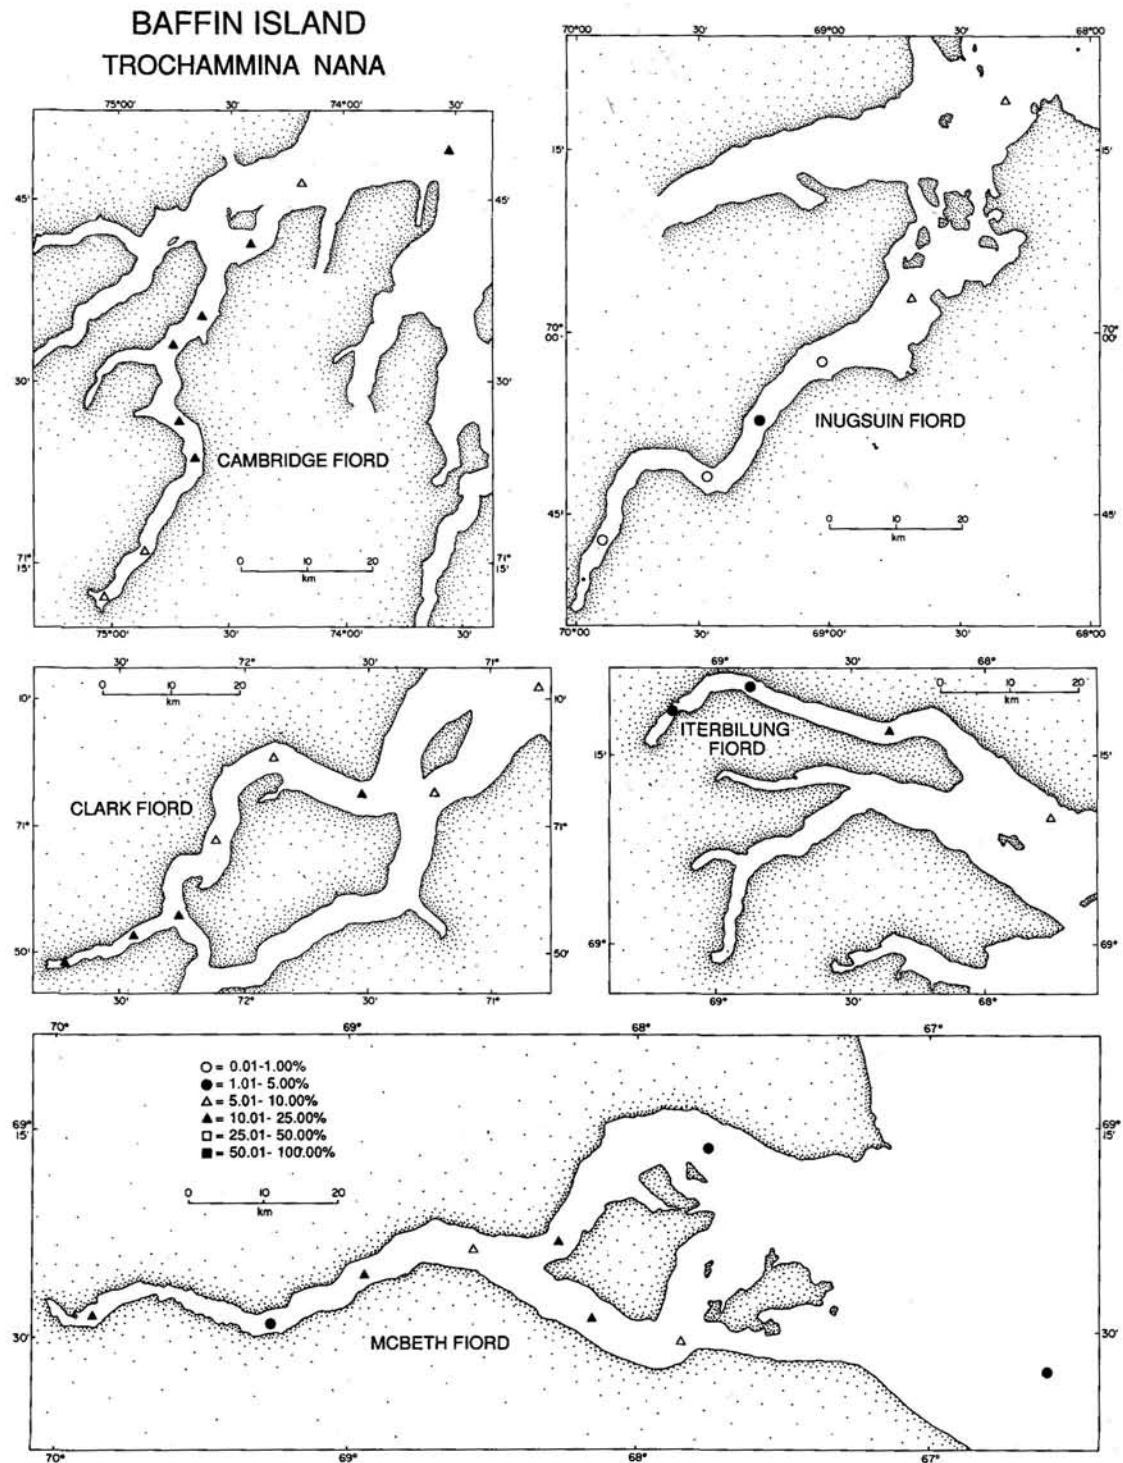 BAFFIN ISLAND
TROCHAMMINA NANA
75°00' 30' 74°00' 30'
45' 45'
30' 30'
CAMBRIDGE FIORD
71° 15' 71° 15'
0 10 20
km
75°00' 30' 74°00' 30'
70°00' 30' 69°00' 30' 68°00'
15' 15'
70° 00' 70° 00'
INUGSUIN FIORD
45' 45'
0 10 20
km
70°00' 30' 69°00' 30' 68°00'
30' 72° 30' 71°
0 10 20
km
10' 10'
CLARK FIORD
71° 71°
50' 50'
30' 72° 30' 71°
69° 30' 68°
0 10 20
km
ITERBILUNG
FIORD
15' 15'
69° 69°
69° 30' 68°
70° 69° 68° 67°
○ = 0.01-1.00%
● = 1.01- 5.00%
△ = 5.01- 10.00%
▲ = 10.01- 25.00%
□ = 25.01- 50.00%
■ = 50.01- 100.00%
69° 15' 69° 15'
0 10 20
km
30' 30'
MCBETH FIORD
70° 69° 68° 67°